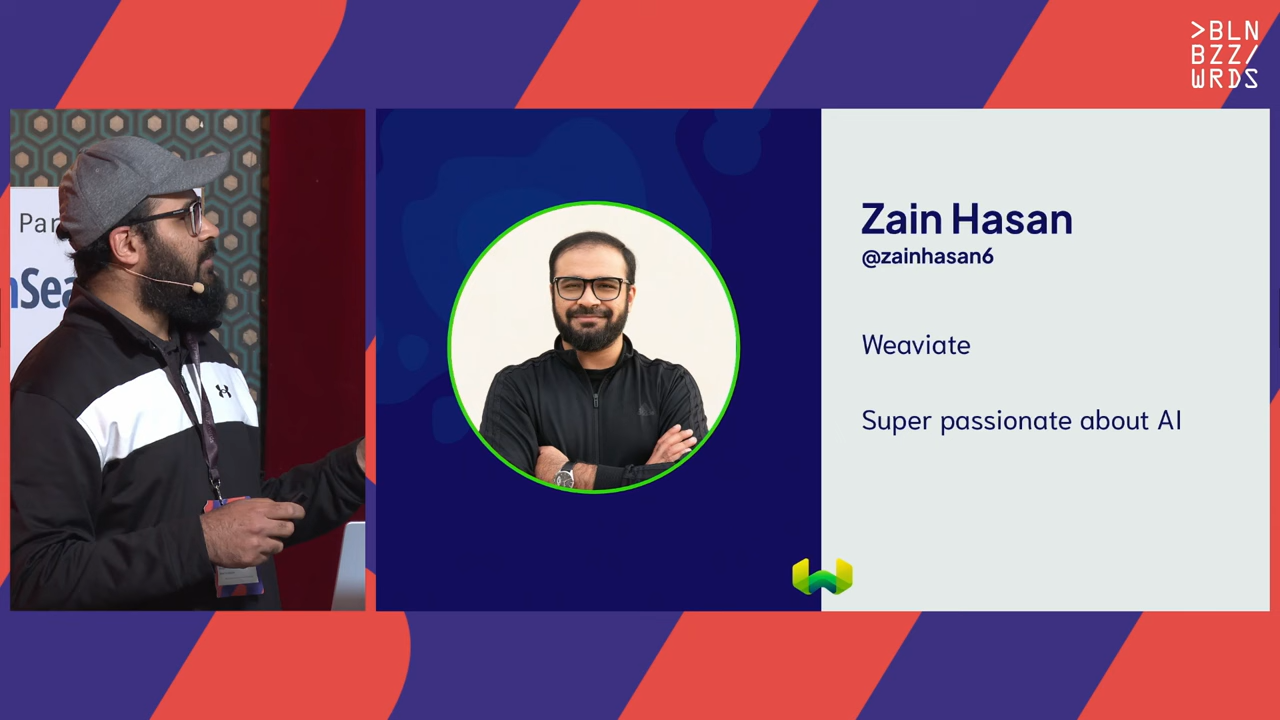 >BLN
BZZ/
WRDS
Par
nSea
Zain Hasan
@zainhasan6
Weaviate
Super passionate about AI